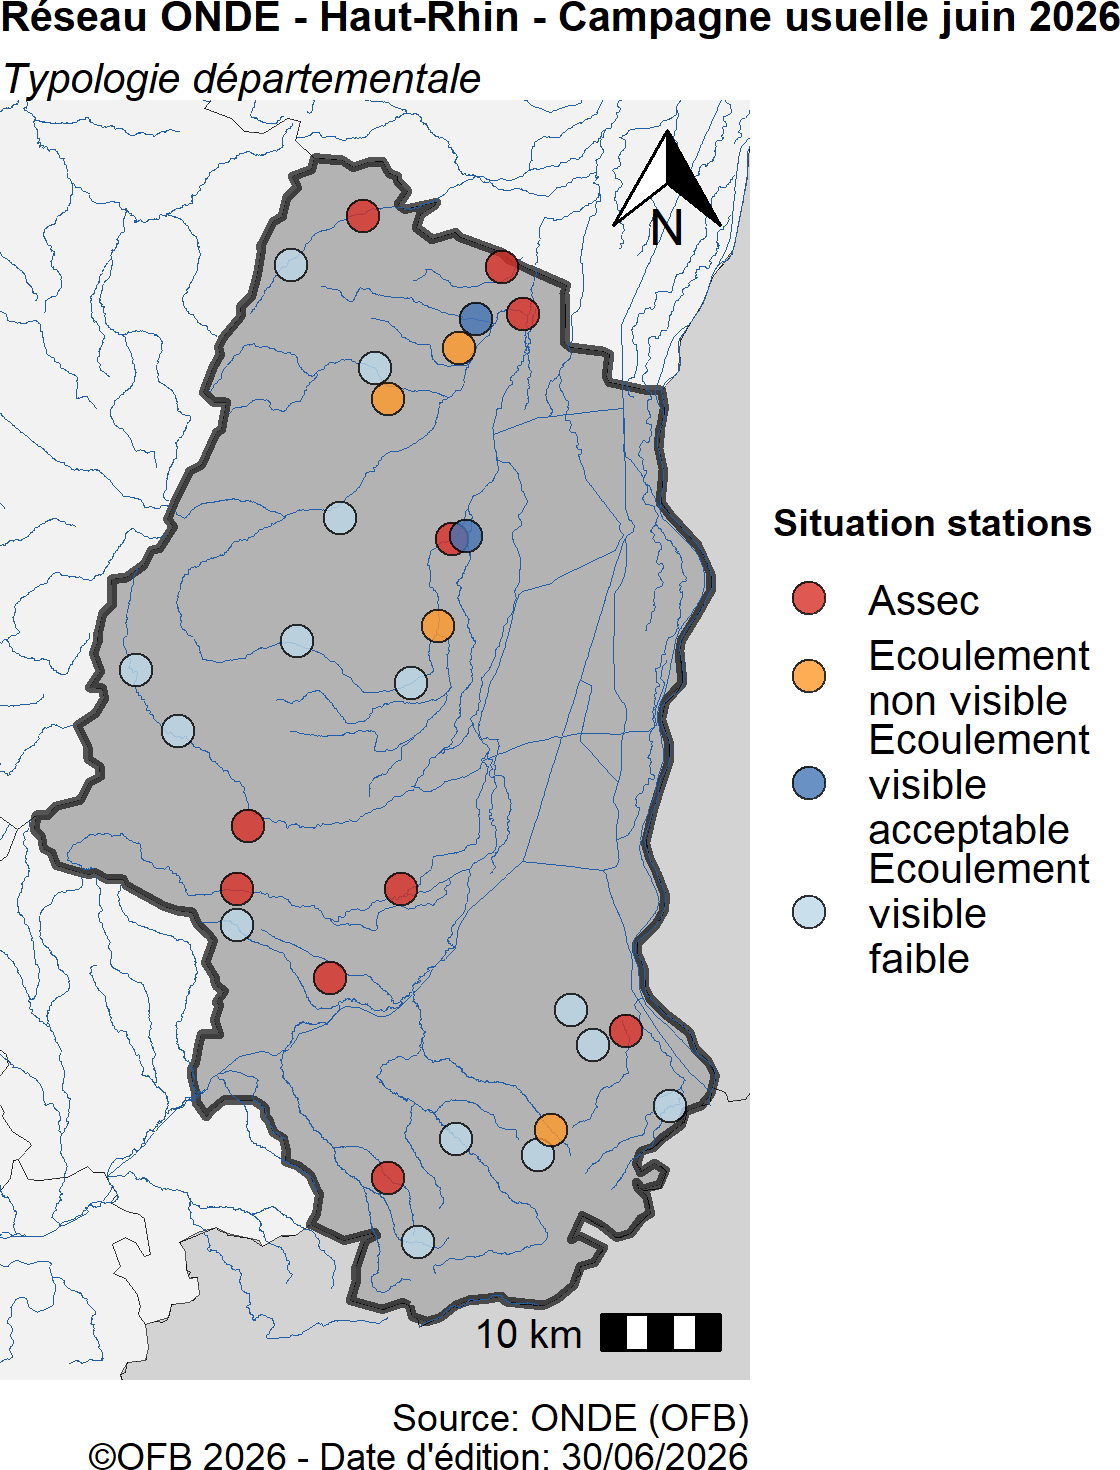 Réseau ONDE - Haut-Rhin - Campagne usuelle juin 2026
Typologie départementale
N
Situation stations
Assec
Ecoulement
non visible
Ecoulement
visible
acceptable
Ecoulement
visible
faible
10 km
Source: ONDE (OFB)
©OFB 2026 - Date d'édition: 30/06/2026